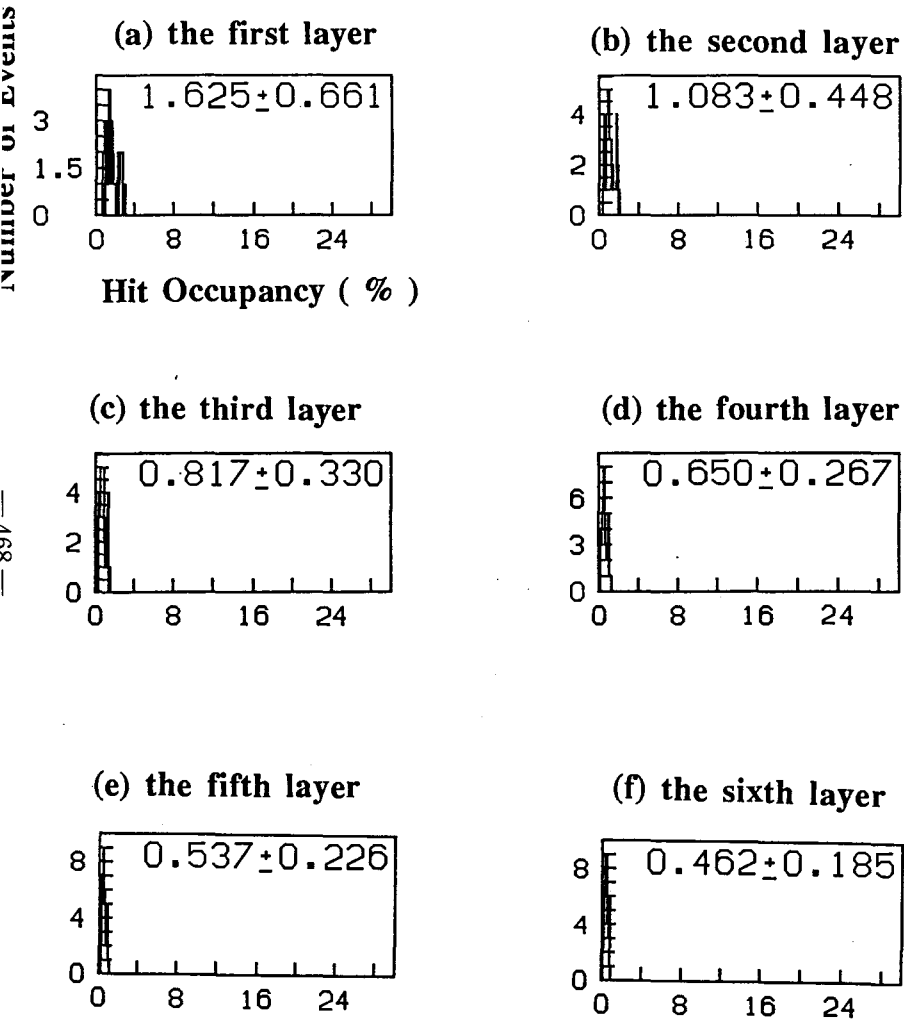 Number of Events
(a) the first layer
1.625±0.661
3
1.5
0
0 8 16 24
Hit Occupancy ( % )
(b) the second layer
1.083±0.448
4
2
0
0 8 16 24
(c) the third layer
0.817±0.330
4
2
0
0 8 16 24
(d) the fourth layer
0.650±0.267
6
3
0
0 8 16 24
— 468 —
(e) the fifth layer
0.537±0.226
8
4
0
0 8 16 24
(f) the sixth layer
0.462±0.185
8
4
0
0 8 16 24